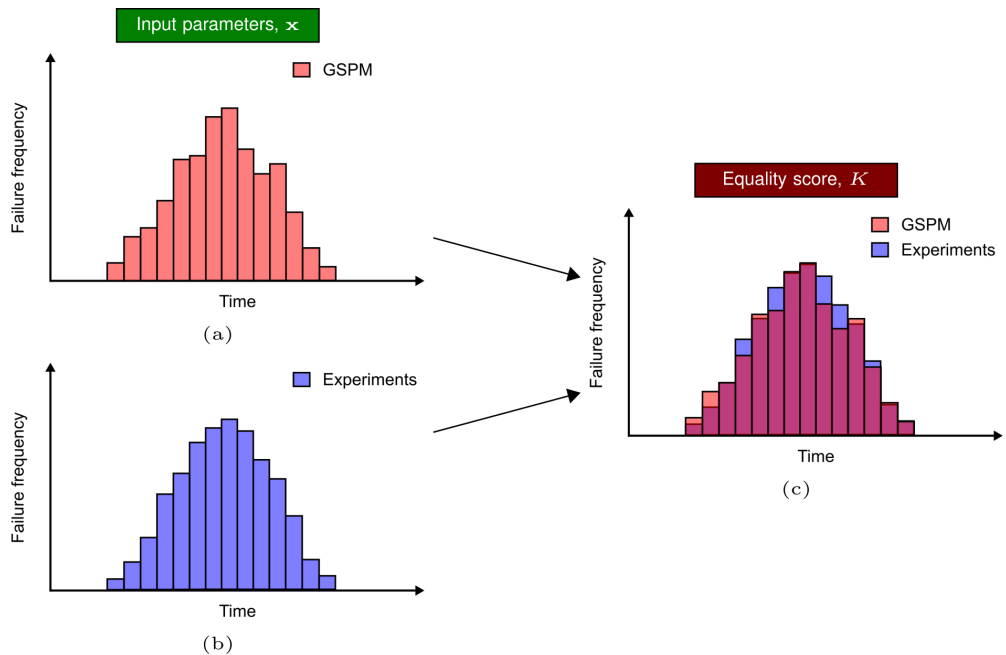 Input parameters, x
GSPM
Failure frequency
Time
(a)
Experiments
Failure frequency
Time
(b)
Equality score, K
GSPM
Experiments
Failure frequency
Time
(c)